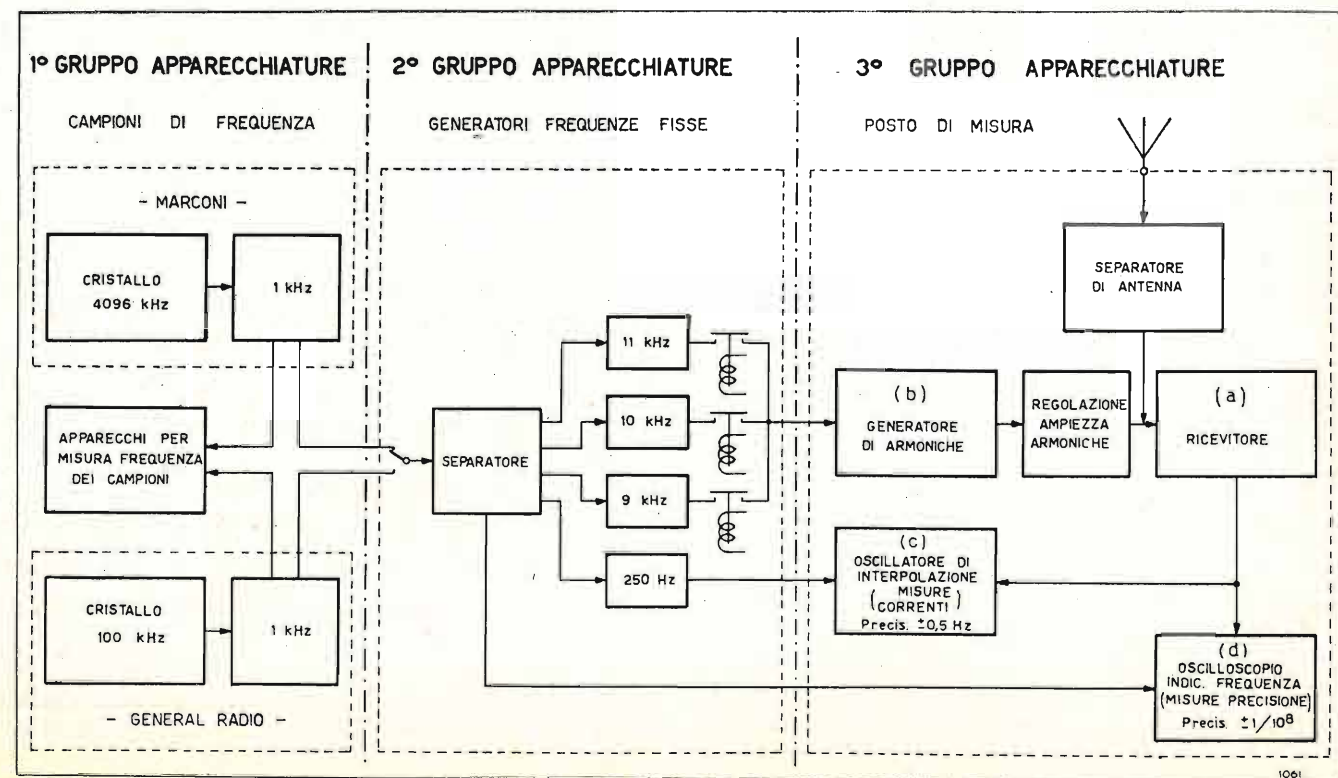 1º GRUPPO APPARECCHIATURE
CAMPIONI DI FREQUENZA
- MARCONI -
CRISTALLO
4096 kHz
1 kHz
APPARECCHI PER
MISURA FREQUENZA
DEI CAMPIONI
CRISTALLO
100 kHz
1 kHz
- GENERAL RADIO -
2º GRUPPO APPARECCHIATURE
GENERATORI FREQUENZE FISSE
SEPARATORE
11 kHz
10 kHz
9 kHz
250 Hz
3º GRUPPO APPARECCHIATURE
POSTO DI MISURA
SEPARATORE
DI ANTENNA
(b)
GENERATORE
DI ARMONICHE
REGOLAZIONE
AMPIEZZA
ARMONICHE
(a)
RICEVITORE
(c)
OSCILLATORE DI
INTERPOLAZIONE
(MISURE
CORRENTI)
Precis. ±0,5 Hz
(d)
OSCILLOSCOPIO
INDIC. FREQUENZA
(MISURE PRECISIONE)
Precis. ±1/10⁸
1061